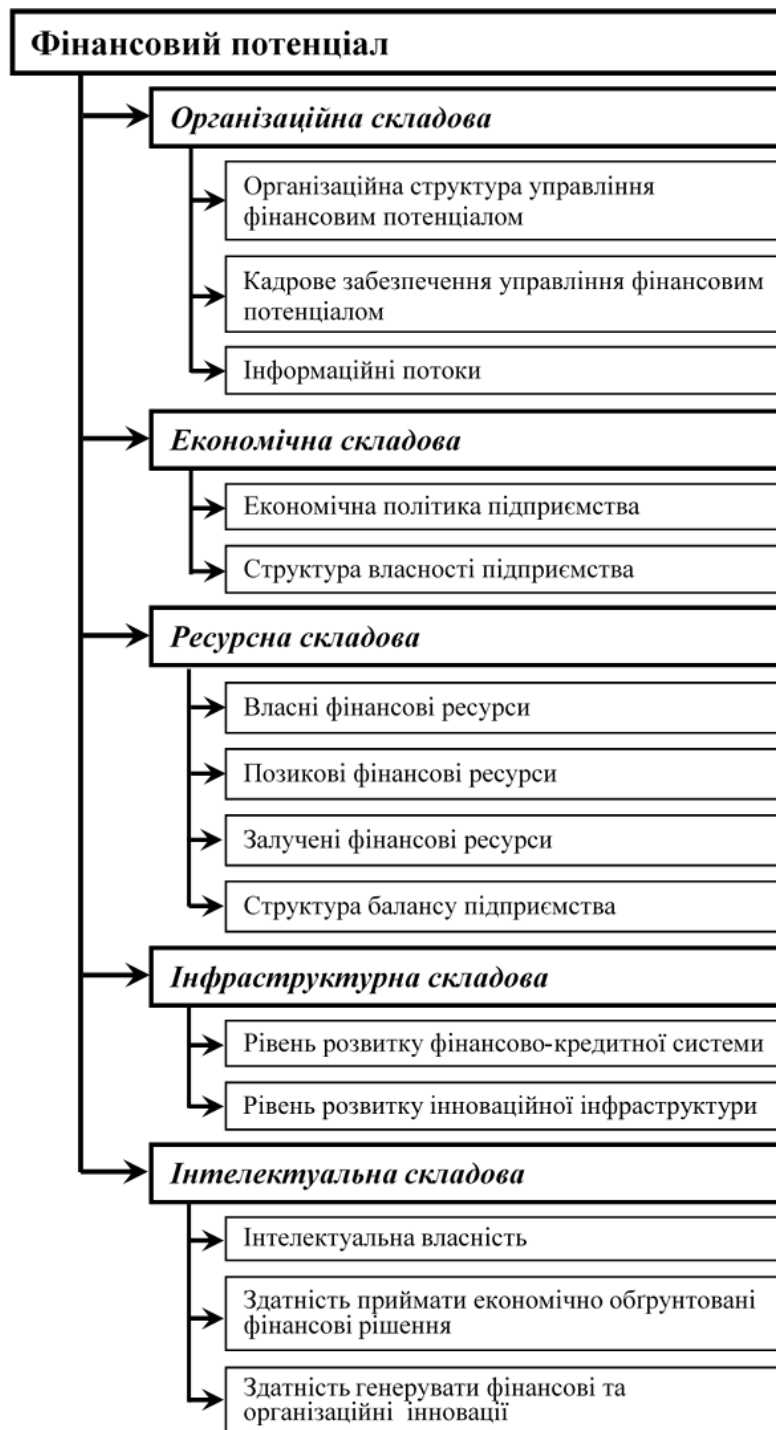 Фінансовий потенціал
Організаційна складова
Організаційна структура управління
фінансовим потенціалом
Кадрове забезпечення управління фінансовим
потенціалом
Інформаційні потоки
Економічна складова
Економічна політика підприємства
Структура власності підприємства
Ресурсна складова
Власні фінансові ресурси
Позикові фінансові ресурси
Залучені фінансові ресурси
Структура балансу підприємства
Інфраструктурна складова
Рівень розвитку фінансово-кредитної системи
Рівень розвитку інноваційної інфраструктури
Інтелектуальна складова
Інтелектуальна власність
Здатність приймати економічно обґрунтовані
фінансові рішення
Здатність генерувати фінансові та
організаційні інновації